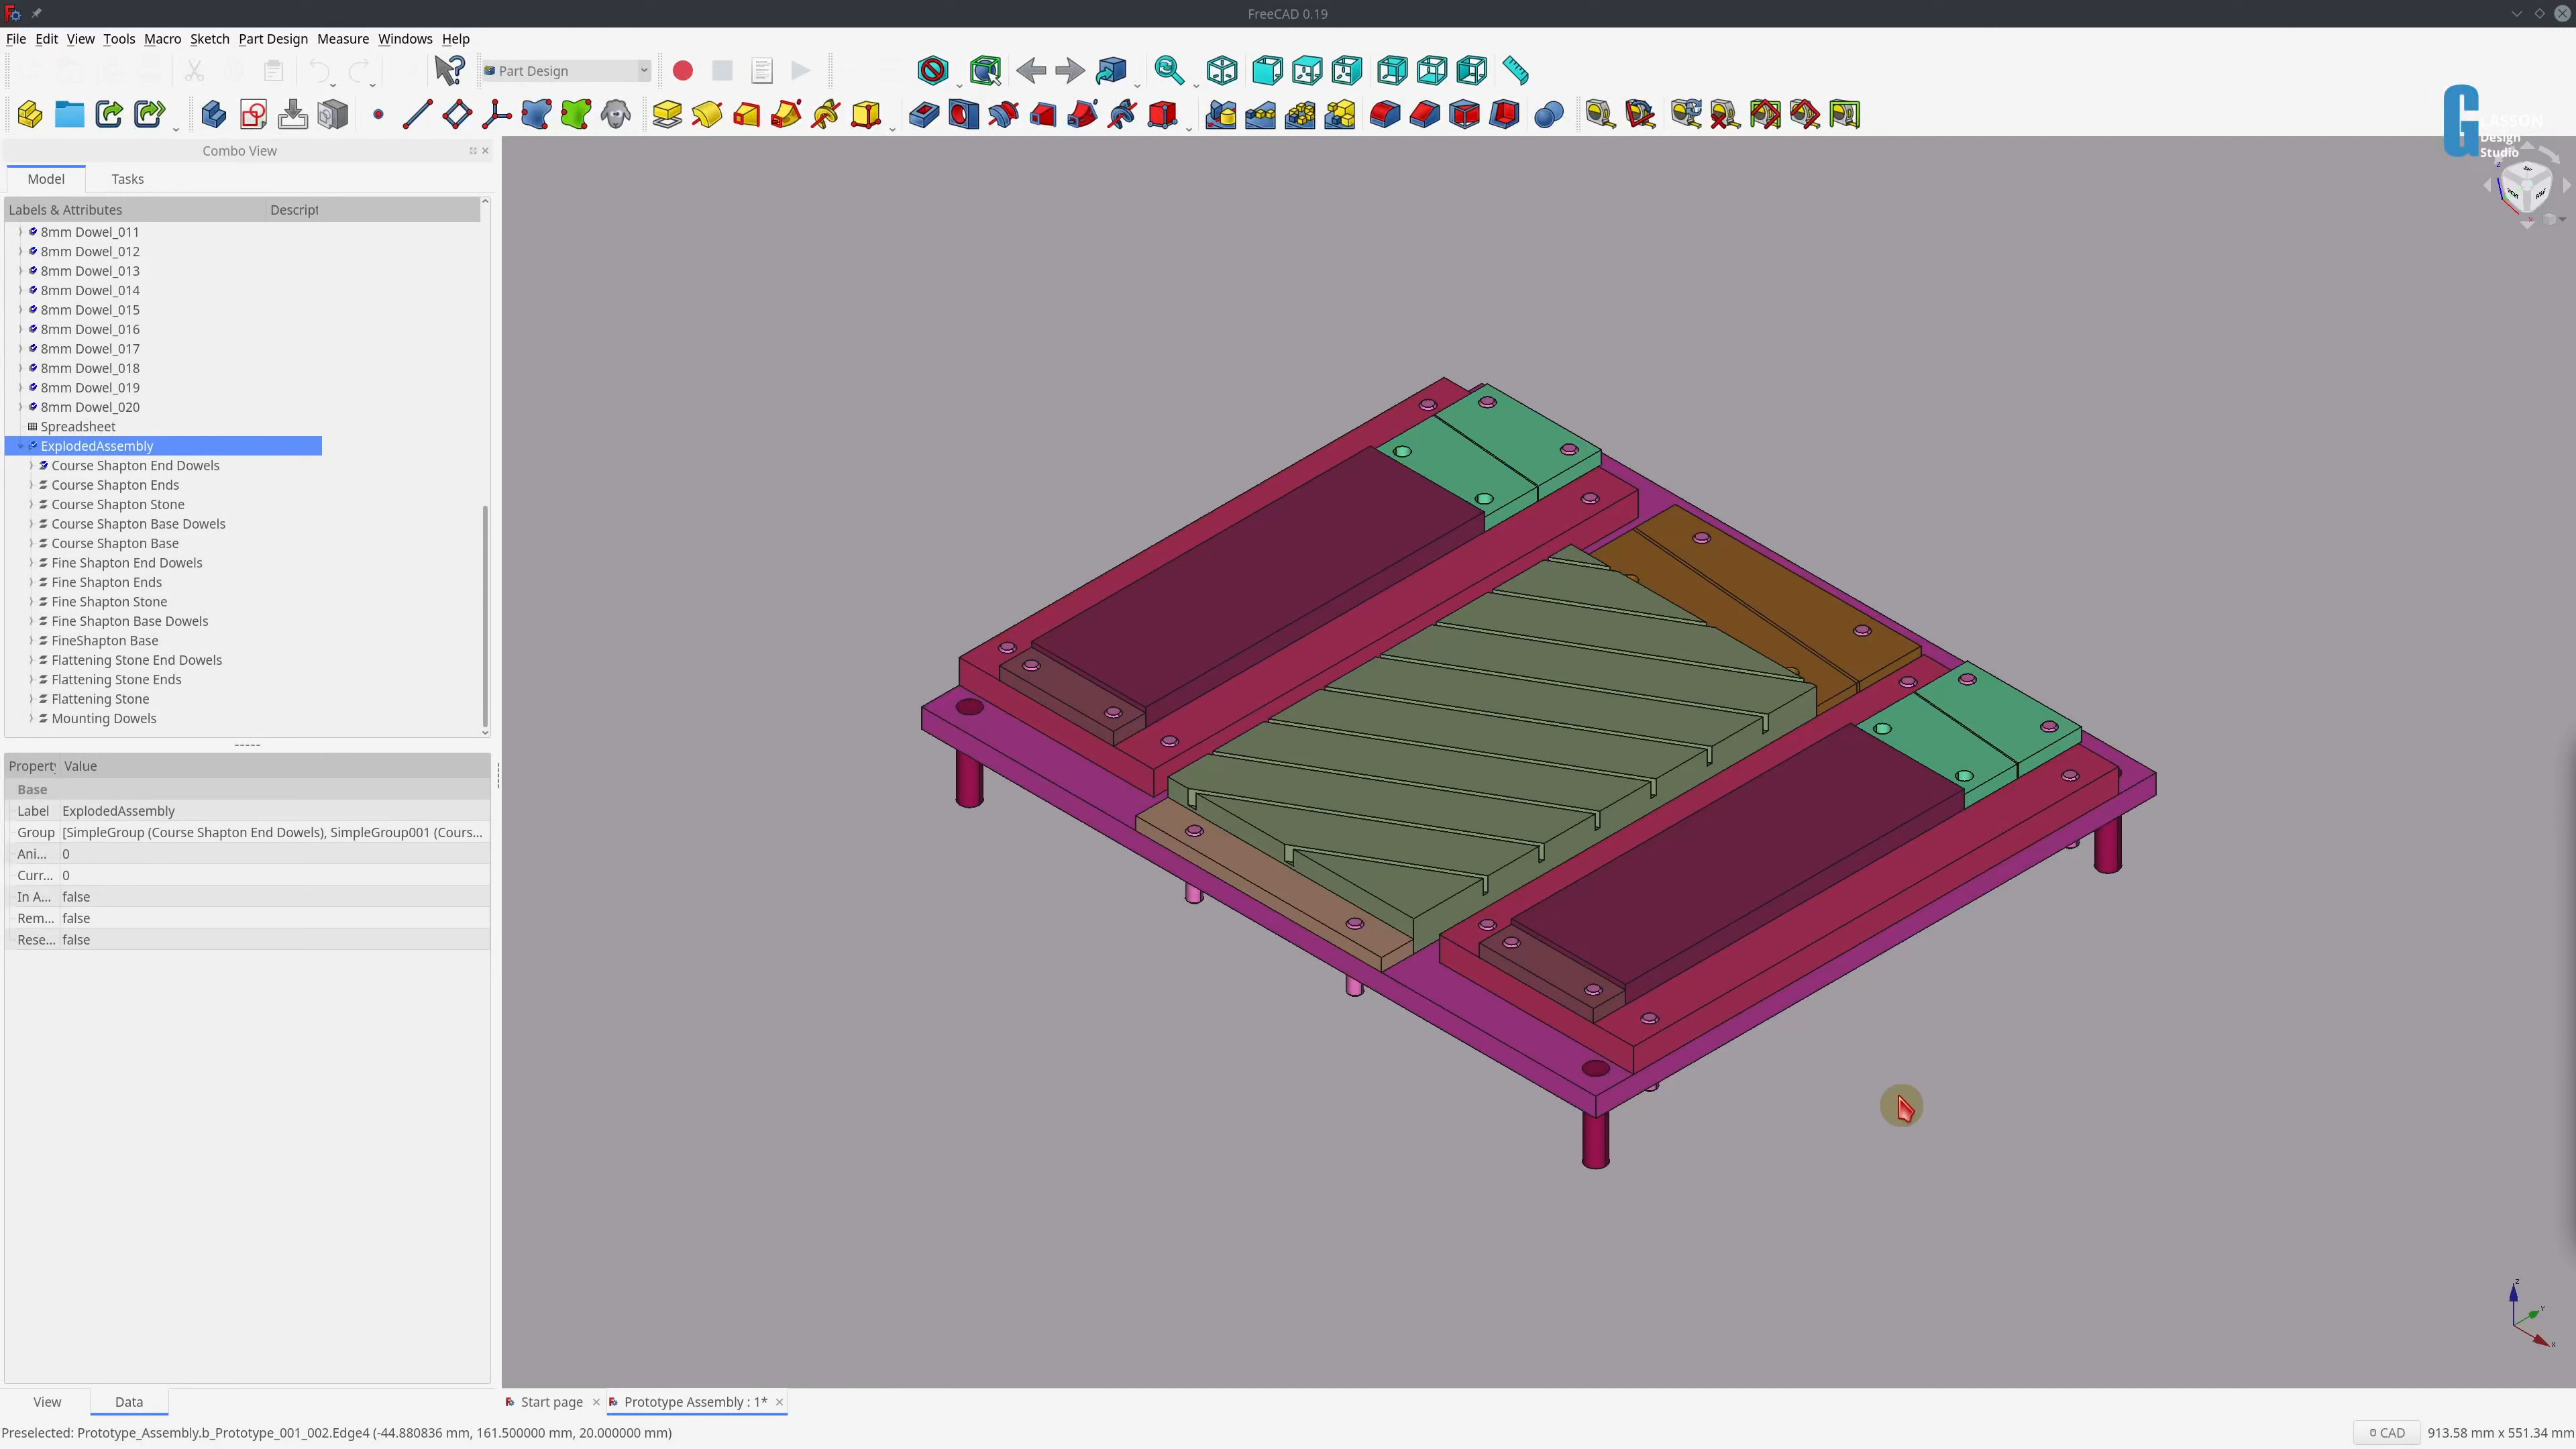 FreeCAD 0.19
File Edit View Tools Macro Sketch Part Design Measure Windows Help
Part Design
Combo View
Model Tasks
Labels & Attributes Descript
8mm Dowel_011
8mm Dowel_012
8mm Dowel_013
8mm Dowel_014
8mm Dowel_015
8mm Dowel_016
8mm Dowel_017
8mm Dowel_018
8mm Dowel_019
8mm Dowel_020
Spreadsheet
ExplodedAssembly
Course Shapton End Dowels
Course Shapton Ends
Course Shapton Stone
Course Shapton Base Dowels
Course Shapton Base
Fine Shapton End Dowels
Fine Shapton Ends
Fine Shapton Stone
Fine Shapton Base Dowels
FineShapton Base
Flattening Stone End Dowels
Flattening Stone Ends
Flattening Stone
Mounting Dowels
Property Value
Base
Label ExplodedAssembly
Group [SimpleGroup (Course Shapton End Dowels), SimpleGroup001 (Cours...
Ani... 0
Curr... 0
In A... false
Rem... false
Rese... false
View Data
G
LASSON
Design
Studio
Z
Y
X
Start page Prototype Assembly : 1*
Preselected: Prototype_Assembly.b_Prototype_001_002.Edge4 (-44.880836 mm, 161.500000 mm, 20.000000 mm)
CAD 913.58 mm x 551.34 mm